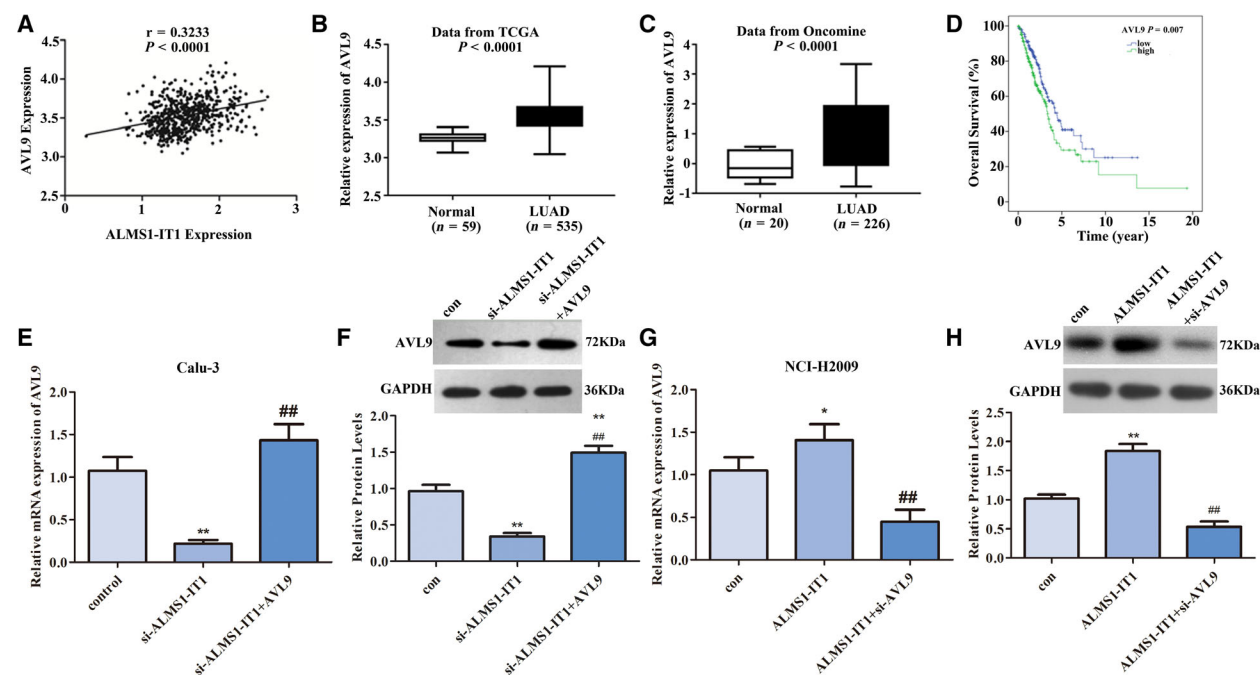 A
r = 0.3233
P < 0.0001
4.5
4.0
3.5
3.0
2.5
AVL9 Expression
0
1
2
3
ALMS1-IT1 Expression
B
Data from TCGA
P < 0.0001
4.5
4.0
3.5
3.0
2.5
Relative expression of AVL9
Normal
(n = 59)
LUAD
(n = 535)
C
Data from Oncomine
P < 0.0001
4
3
2
1
0
-1
Relative expression of AVL9
Normal
(n = 20)
LUAD
(n = 226)
D
AVL9 P = 0.007
low
high
100
80
60
40
20
0
Overall Survival (%)
0
5
10
15
20
Time (year)
E
Calu-3
2.0
1.5
1.0
0.5
0.0
Relative mRNA expression of AVL9
**
##
control
si-ALMS1-IT1
si-ALMS1-IT1+AVL9
F
con
si-ALMS1-IT1
si-ALMS1-IT1
+AVL9
AVL9
72KDa
GAPDH
36KDa
2.0
1.5
1.0
0.5
0.0
Relative Protein Levels
**
**
##
con
si-ALMS1-IT1
si-ALMS1-IT1+AVL9
G
NCI-H2009
2.0
1.5
1.0
0.5
0.0
Relative mRNA expression of AVL9
*
##
con
ALMS1-IT1
ALMS1-IT1+si-AVL9
H
con
ALMS1-IT1
ALMS1-IT1
+si-AVL9
AVL9
72KDa
GAPDH
36KDa
2.5
2.0
1.5
1.0
0.5
0.0
Relative Protein Levels
**
##
con
ALMS1-IT1
ALMS1-IT1+si-AVL9